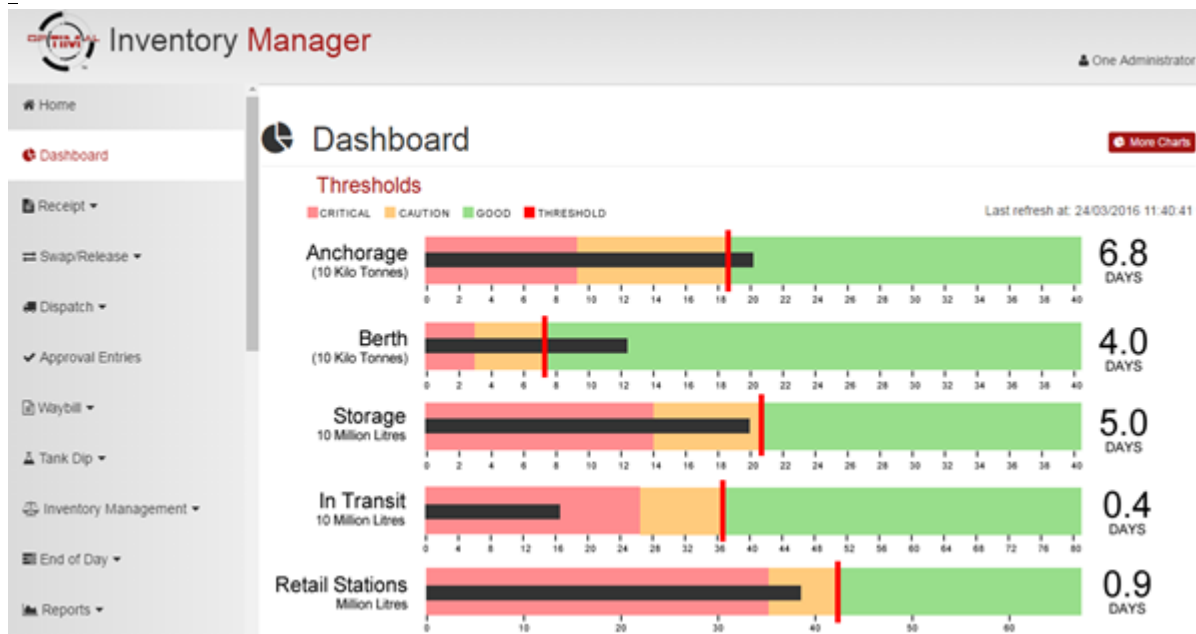 Inventory Manager
One Administrator
Home
Dashboard
Receipt
Swap/Release
Dispatch
Approval Entries
Waybill
Tank Dip
Inventory Management
End of Day
Reports
Dashboard
More Charts
Thresholds
CRITICAL CAUTION GOOD THRESHOLD
Last refresh at: 24/03/2016 11:40:41
Anchorage
(10 Kilo Tonnes)
6.8
DAYS
0 2 4 6 8 10 12 14 16 18 20 22 24 26 28 30 32 34 36 38 40
Berth
(10 Kilo Tonnes)
4.0
DAYS
0 2 4 6 8 10 12 14 16 18 20 22 24 26 28 30 32 34 36 38 40
Storage
10 Million Litres
5.0
DAYS
0 2 4 6 8 10 12 14 16 18 20 22 24 26 28 30 32 34 36 38 40
In Transit
10 Million Litres
0.4
DAYS
0 4 8 12 16 20 24 28 32 36 40 44 48 52 56 60 64 68 72 76 80
Retail Stations
Million Litres
0.9
DAYS
0 10 20 30 40 50 60